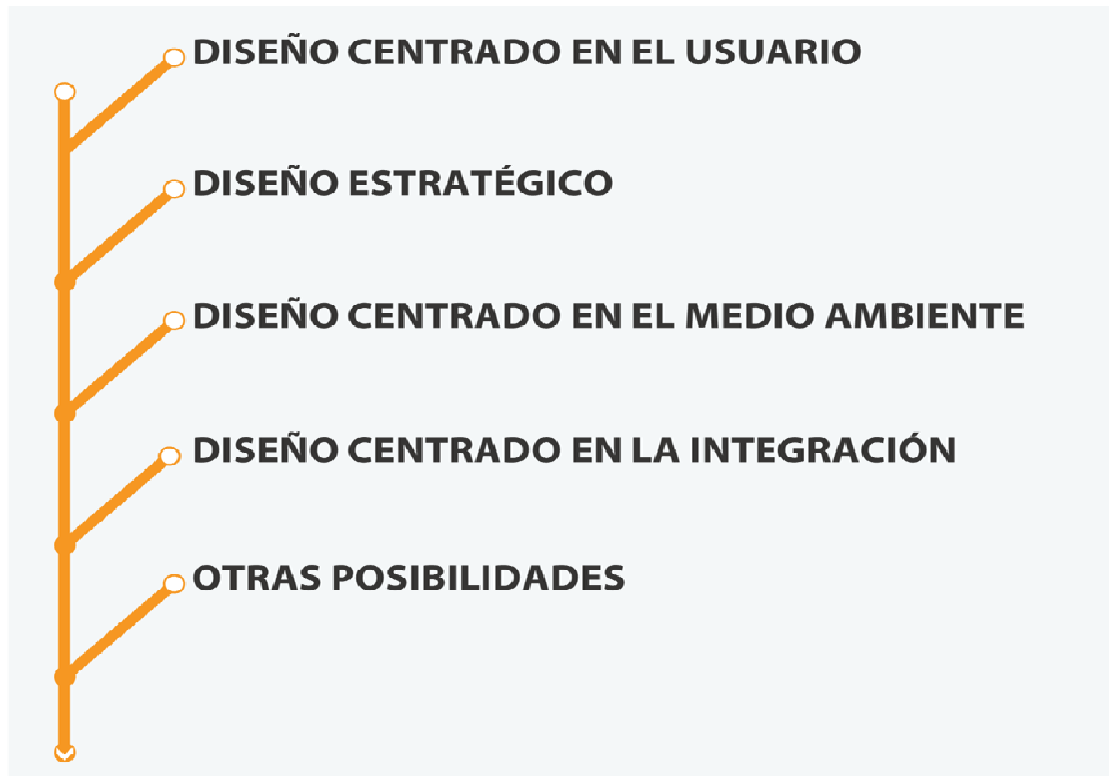 DISEÑO CENTRADO EN EL USUARIO
DISEÑO ESTRATÉGICO
DISEÑO CENTRADO EN EL MEDIO AMBIENTE
DISEÑO CENTRADO EN LA INTEGRACIÓN
OTRAS POSIBILIDADES